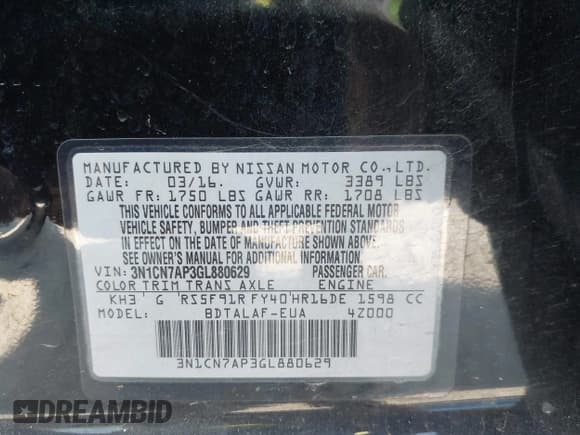 MANUFACTURED BY NISSAN MOTOR CO.,LTD.
DATE: 03/16. GVWR: 3389 LBS
GAWR FR: 1750 LBS GAWR RR: 1708 LBS
THIS VEHICLE CONFORMS TO ALL APPLICABLE FEDERAL MOTOR
VEHICLE SAFETY, BUMPER AND THEFT PREVENTION STANDARDS
IN EFFECT ON THE DATE OF MANUFACTURE SHOWN ABOVE.
SEE OWNER'S MANUAL FOR ADDITIONAL INFORMATION
VIN: 3N1CN7AP3GL880629 PASSENGER CAR.
COLOR TRIM TRANS AXLE ENGINE
KH3' G 'RS5F91R FY40'HR16DE 1598 CC
MODEL: BDTALAF-EUA 4Z000
3N1CN7AP3GL880629
DREAMBID